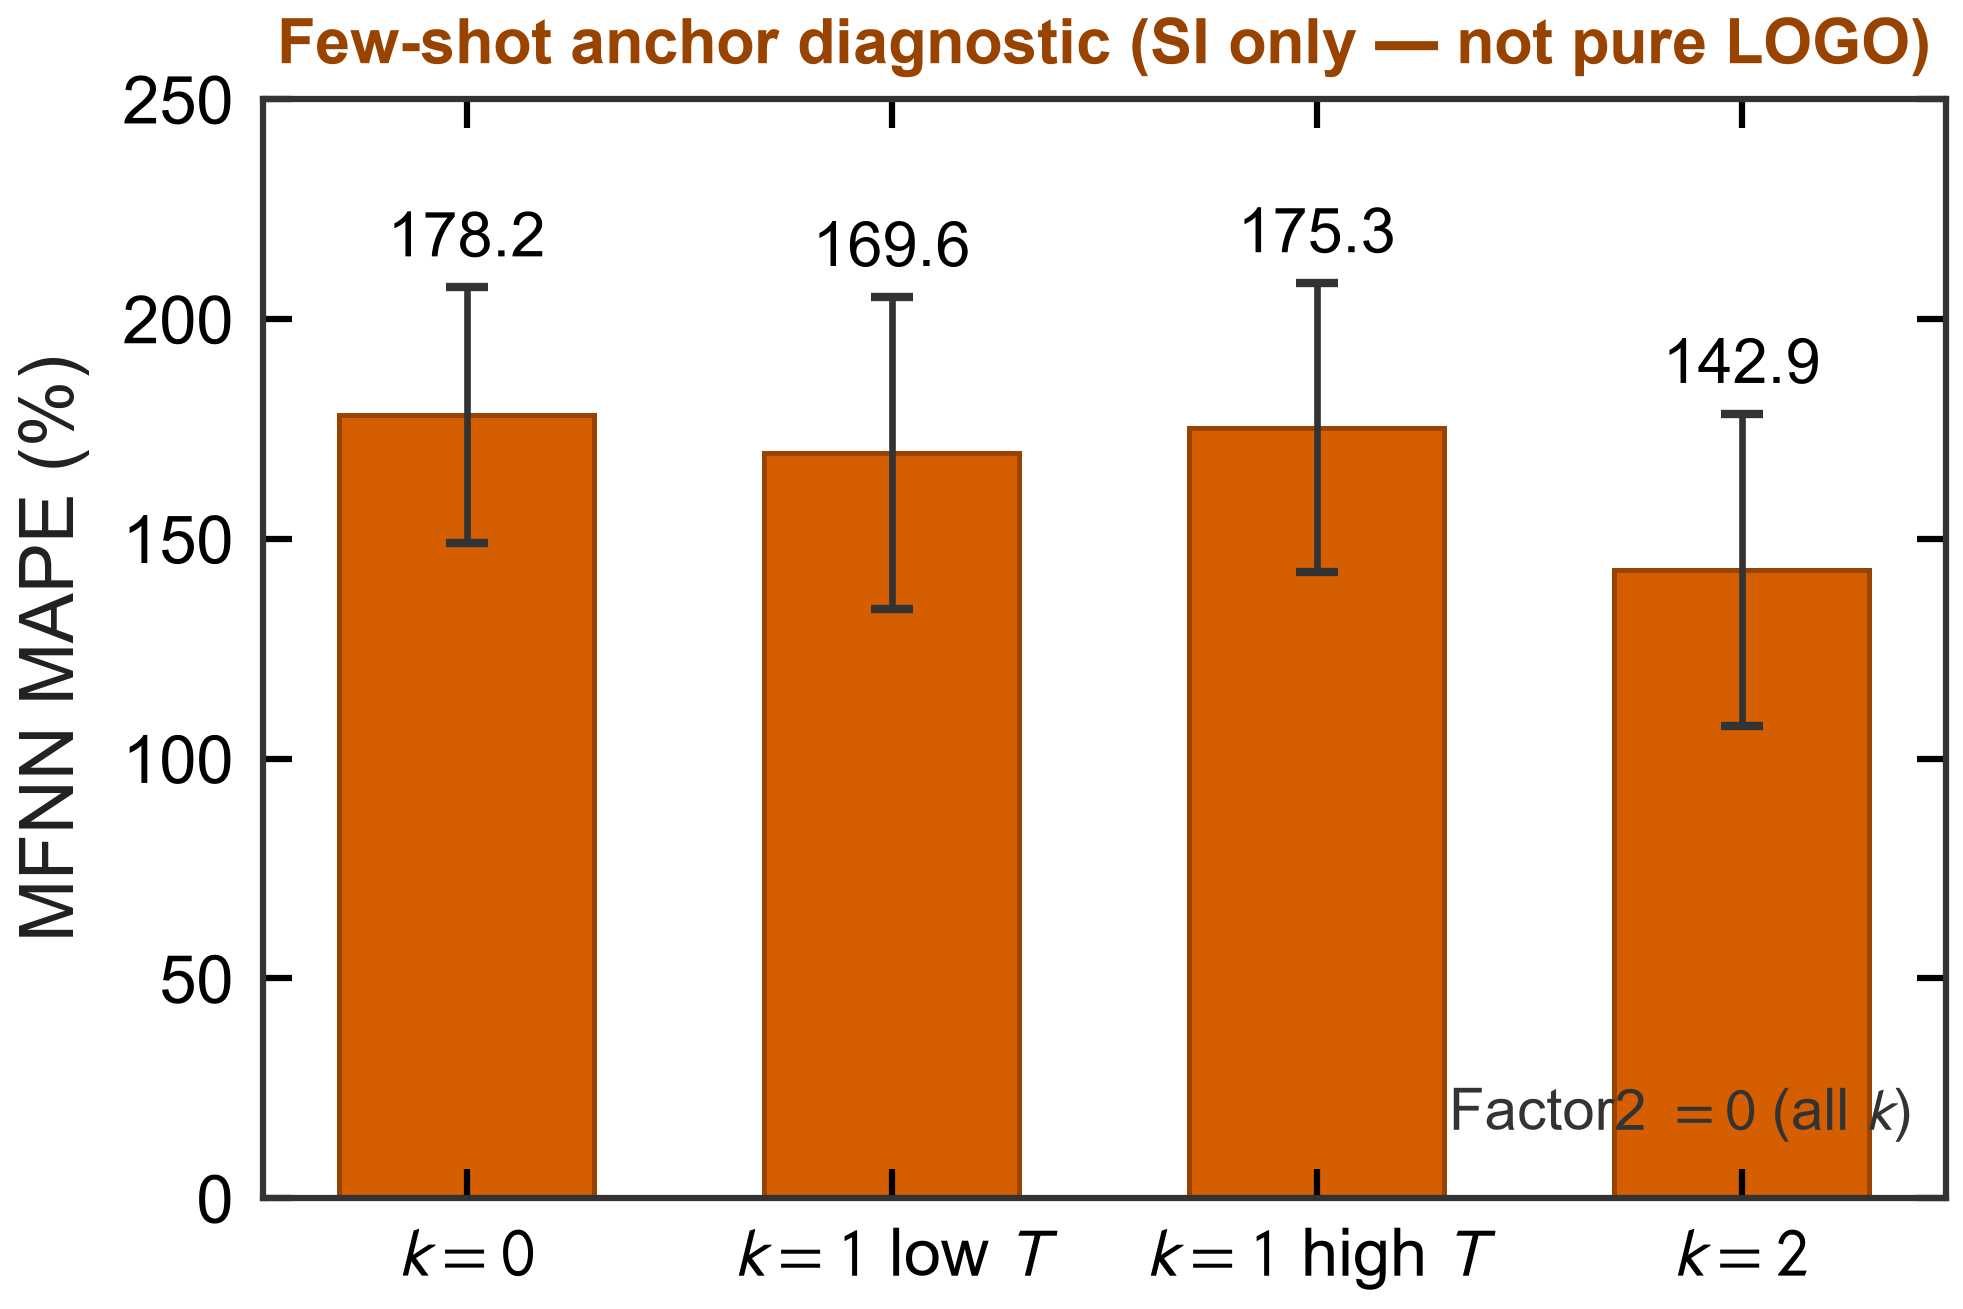 Few-shot anchor diagnostic (SI only — not pure LOGO)
MFNN MAPE (%)
250
200
150
100
50
0
178.2
169.6
175.3
142.9
Factor2 = 0 (all k)
k = 0
k = 1 low T
k = 1 high T
k = 2